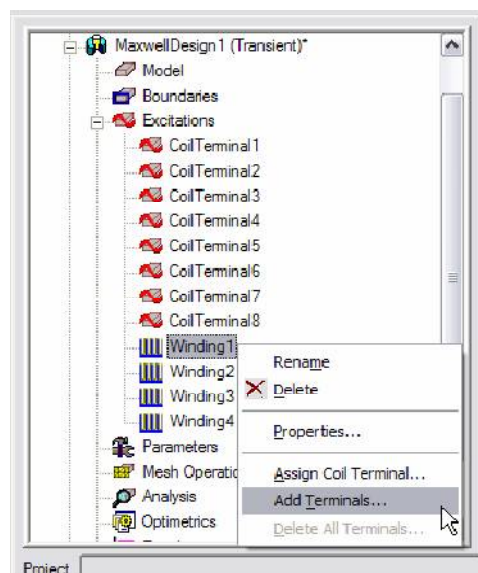 MaxwellDesign1 (Transient)*
Model
Boundaries
Excitations
CoilTerminal1
CoilTerminal2
CoilTerminal3
CoilTerminal4
CoilTerminal5
CoilTerminal6
CoilTerminal7
CoilTerminal8
Winding1
Winding2
Winding3
Winding4
Parameters
Mesh Operatio
Analysis
Optimetrics
Rename
Delete
Properties...
Assign Coil Terminal...
Add Terminals...
Delete All Terminals...
Project